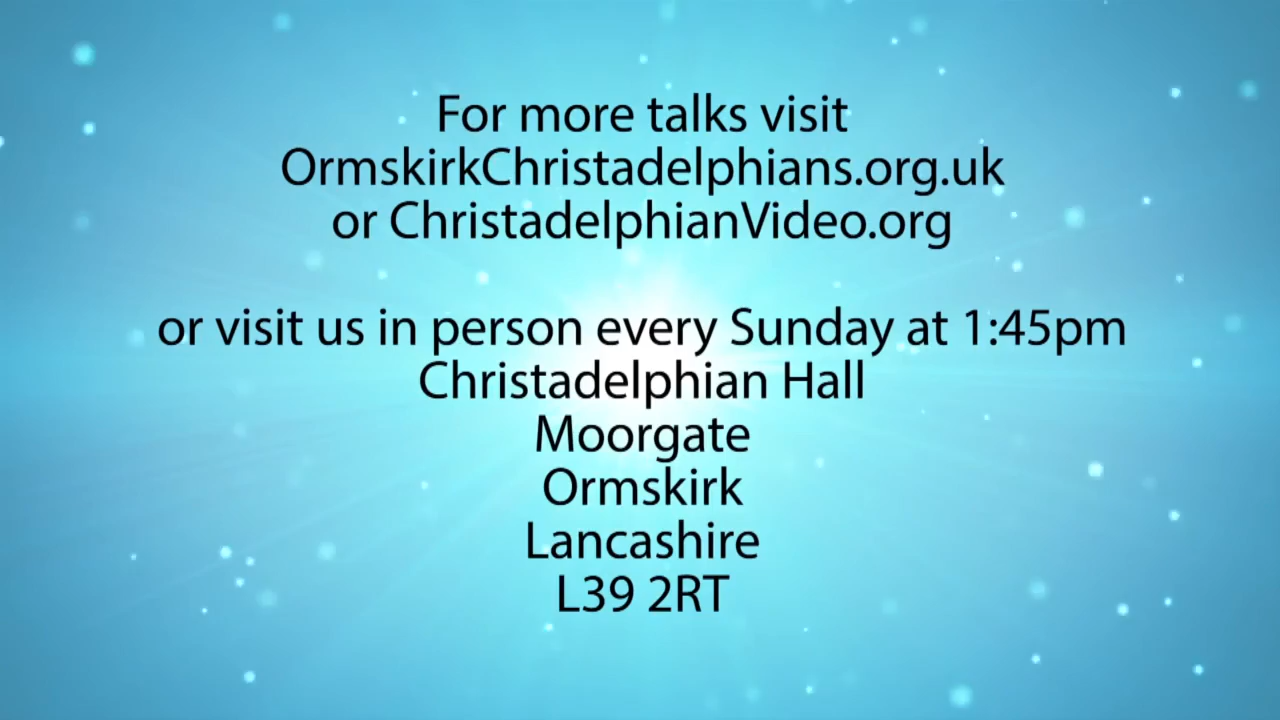 For more talks visit
OrmskirkChristadelphians.org.uk
or ChristadelphianVideo.org
or visit us in person every Sunday at 1:45pm
Christadelphian Hall
Moorgate
Ormskirk
Lancashire
L39 2RT